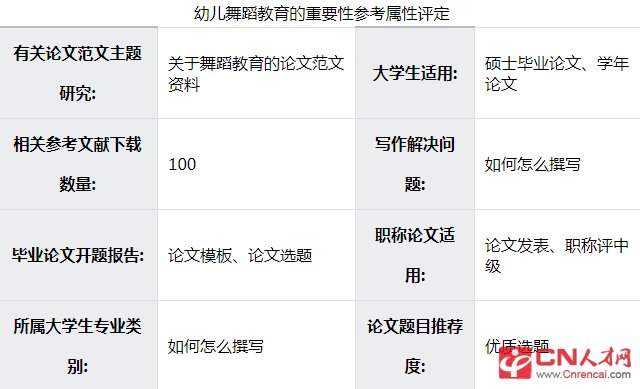 幼儿舞蹈教育的重要性参考属性评定
有关论文范文主题
研究:
关于舞蹈教育的论文范文
资料
大学生适用:
硕士毕业论文、学年
论文
相关参考文献下载
数量:
100
写作解决问
题:
如何怎么撰写
毕业论文开题报告:
论文模板、论文选题
职称论文适
用:
论文发表、职称评中
级
所属大学生专业类
别:
如何怎么撰写
论文题目推荐
度:
优质选题
CN人才网
www.Cnrencai.com